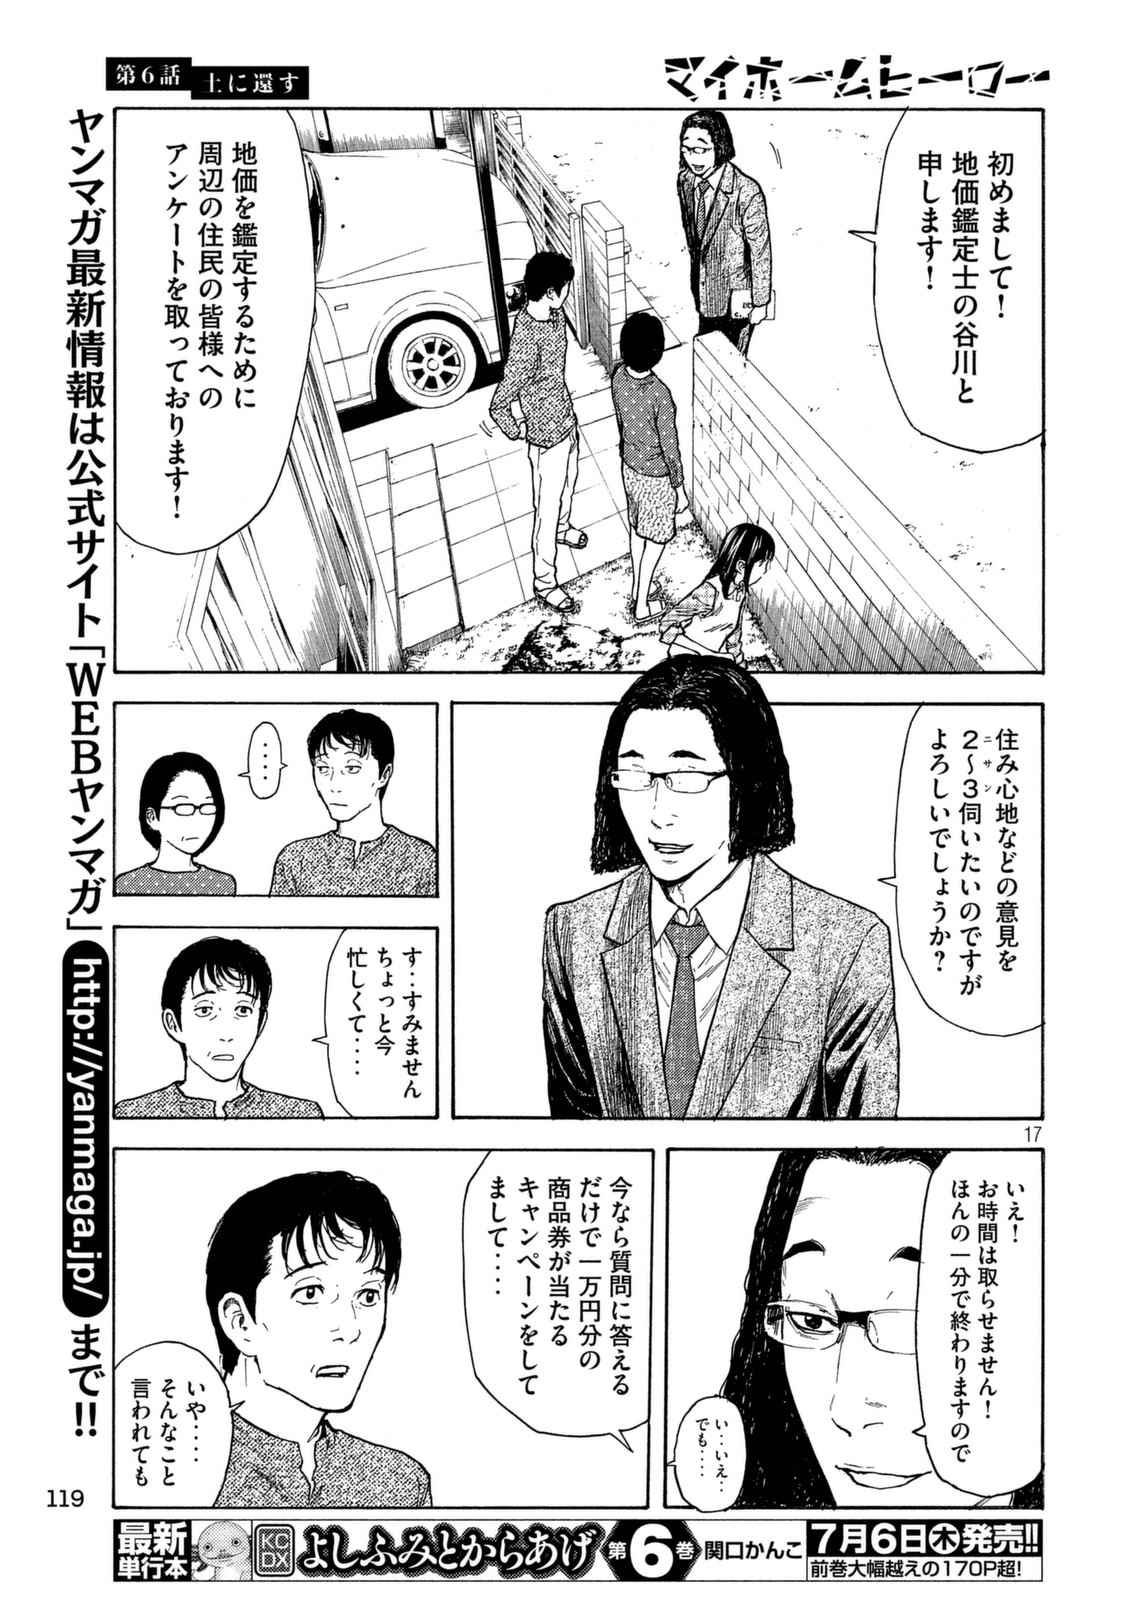 第6話
土に還す
マイホームヒーロー
初めまして!
地価鑑定士の谷川と
申します!
地価を鑑定するために
周辺の住民の皆様への
アンケートを取っております!
住み心地などの意見を
2〜3伺いたいのですが
ニサン
よろしいでしょうか?
‥‥
す‥すみません
ちょっと今
忙しくて‥‥
17
いえ!
お時間は取らせません!
ほんの一分で終わりますので
い‥いえ‥
でも‥‥
今なら質問に答える
だけで一万円分の
商品券が当たる
キャンペーンをして
まして‥‥
いや‥‥
そんなこと
言われても
ヤンマガ最新情報は公式サイト「WEBヤンマガ」http://yanmaga.jp/まで!!
119
最新
単行本
KC
DX
よしふみとからあげ
第6巻
関口かんこ
7月6日木発売!!
前巻大幅越えの170P超!